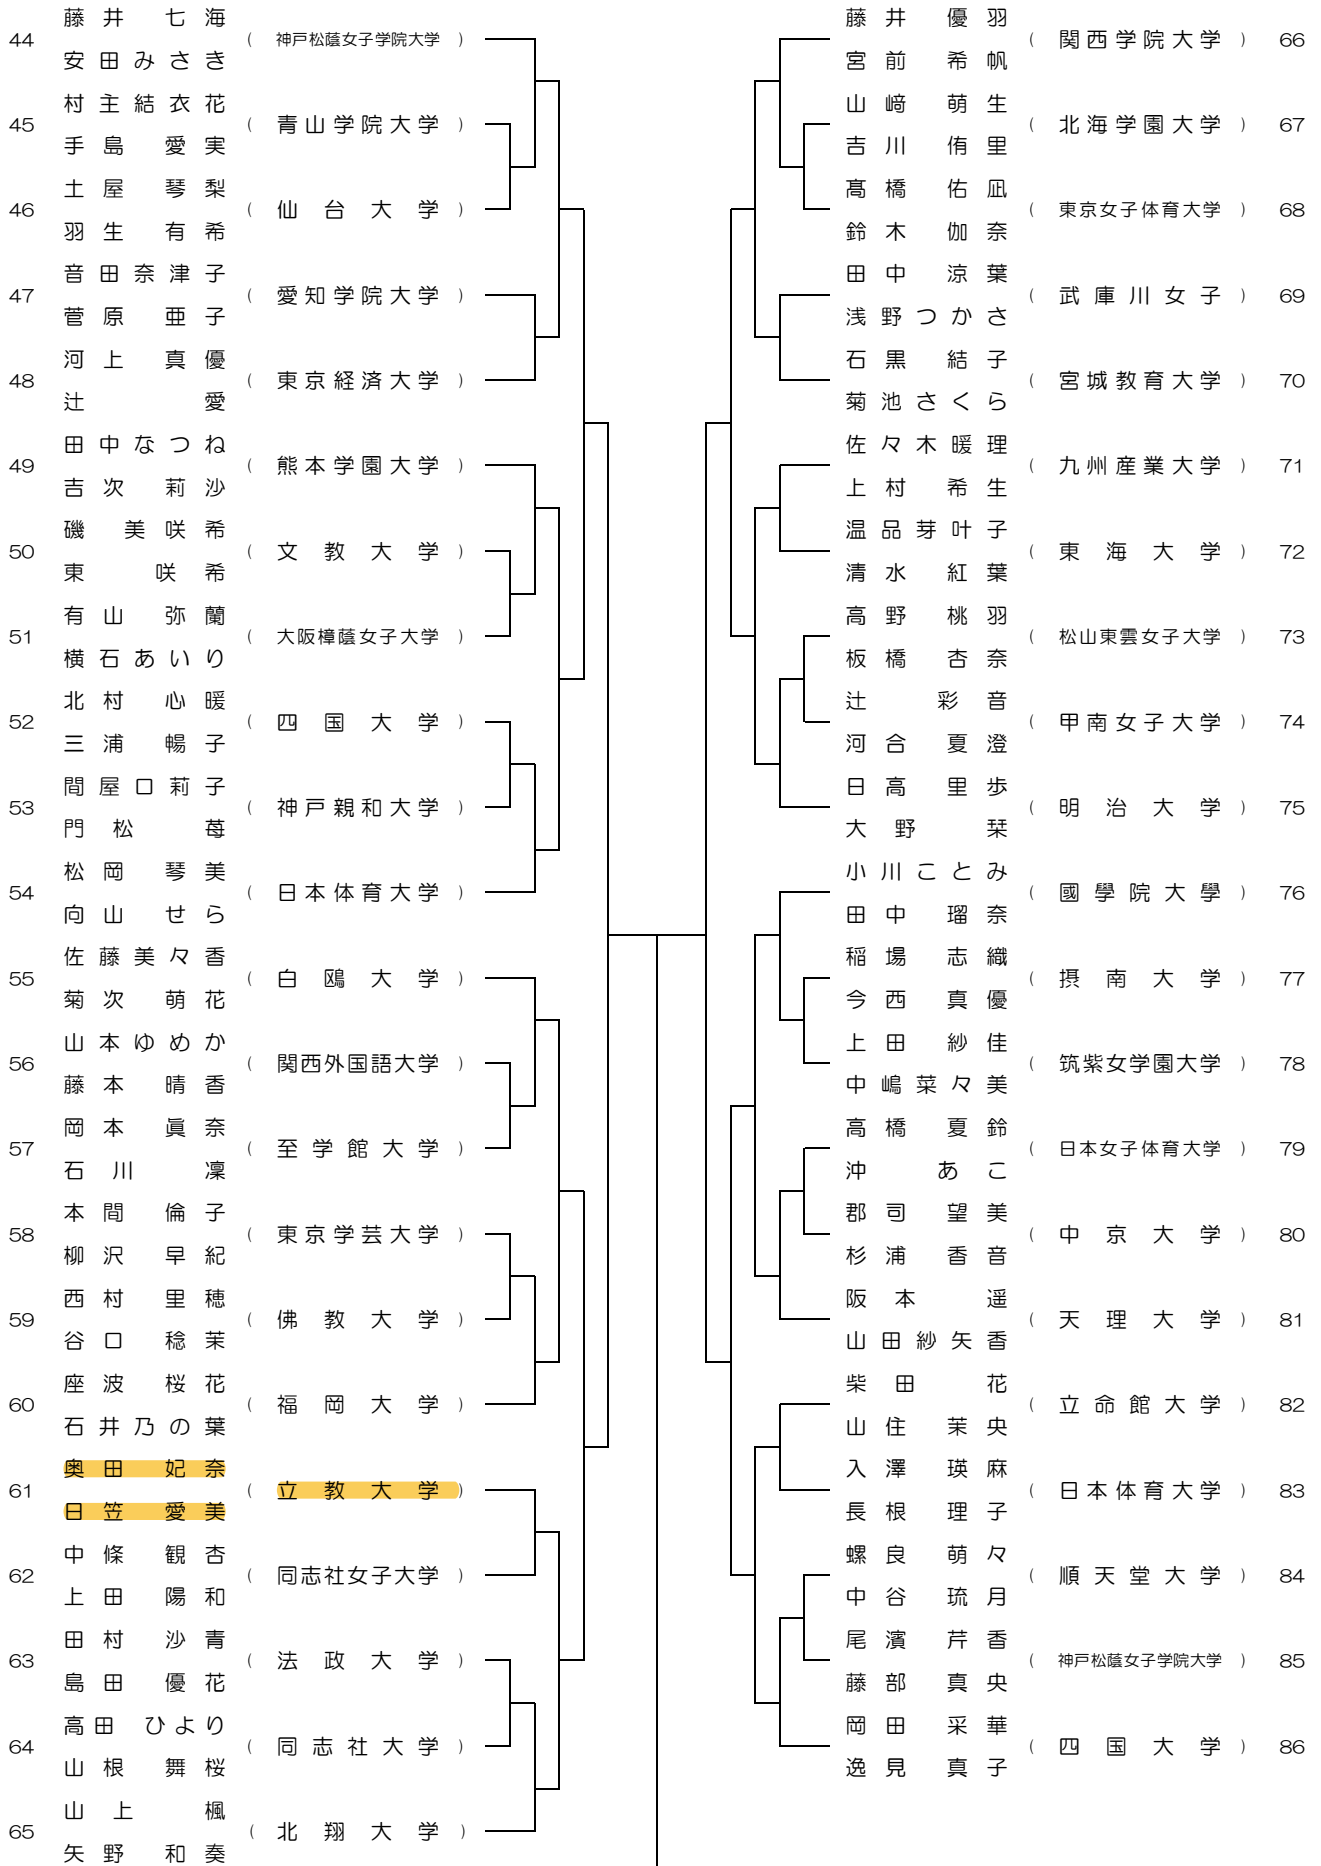 藤井 七海
44 （神戸松蔭女子学院大学）
安田みさき
村主結衣花
45 （青山学院大学）
手島 愛実
土屋 琴梨
46 （仙台大学）
羽生 有希
音田奈津子
47 （愛知学院大学）
菅原 亜子
河上 真優
48 （東京経済大学）
辻 愛
田中なつね
49 （熊本学園大学）
吉次 莉沙
磯 美咲希
50 （文教大学）
東 咲希
有山 弥蘭
51 （大阪樟蔭女子大学）
横石あいり
北村 心暖
52 （四国大学）
三浦 暢子
間屋口莉子
53 （神戸親和大学）
門松 苺
松岡 琴美
54 （日本体育大学）
向山 せら
佐藤美々香
55 （白鴎大学）
菊次 萌花
山本ゆめか
56 （関西外国語大学）
藤本 晴香
岡本 眞奈
57 （至学館大学）
石川 凜
本間 倫子
58 （東京学芸大学）
柳沢 早紀
西村 里穂
59 （佛教大学）
谷口 稔茉
座波 桜花
60 （福岡大学）
石井乃の葉
奥田 妃奈
61 （立教大学）
日笠 愛美
中條 観杏
62 （同志社女子大学）
上田 陽和
田村 沙青
63 （法政大学）
島田 優花
高田 ひより
64 （同志社大学）
山根 舞桜
山上 楓
65 （北翔大学）
矢野 和奏
藤井 優羽
（関西学院大学） 66
宮前 希帆
山﨑 萌生
（北海学園大学） 67
吉川 侑里
髙橋 佑凪
（東京女子体育大学） 68
鈴木 伽奈
田中 涼葉
（武庫川女子） 69
浅野つかさ
石黒 結子
（宮城教育大学） 70
菊池さくら
佐々木暖理
（九州産業大学） 71
上村 希生
温品芽叶子
（東海大学） 72
清水 紅葉
高野 桃羽
（松山東雲女子大学） 73
板橋 杏奈
辻 彩音
（甲南女子大学） 74
河合 夏澄
日高 里歩
（明治大学） 75
大野 栞
小川ことみ
（國學院大學） 76
田中 瑠奈
稲場 志織
（摂南大学） 77
今西 真優
上田 紗佳
（筑紫女学園大学） 78
中嶋菜々美
高橋 夏鈴
（日本女子体育大学） 79
沖 あこ
郡司 望美
（中京大学） 80
杉浦 香音
阪本 遥
（天理大学） 81
山田紗矢香
柴田 花
（立命館大学） 82
山住 茉央
入澤 瑛麻
（日本体育大学） 83
長根 理子
螺良 萌々
（順天堂大学） 84
中谷 琉月
尾濱 芹香
（神戸松蔭女子学院大学） 85
藤部 真央
岡田 采華
（四国大学） 86
逸見 真子